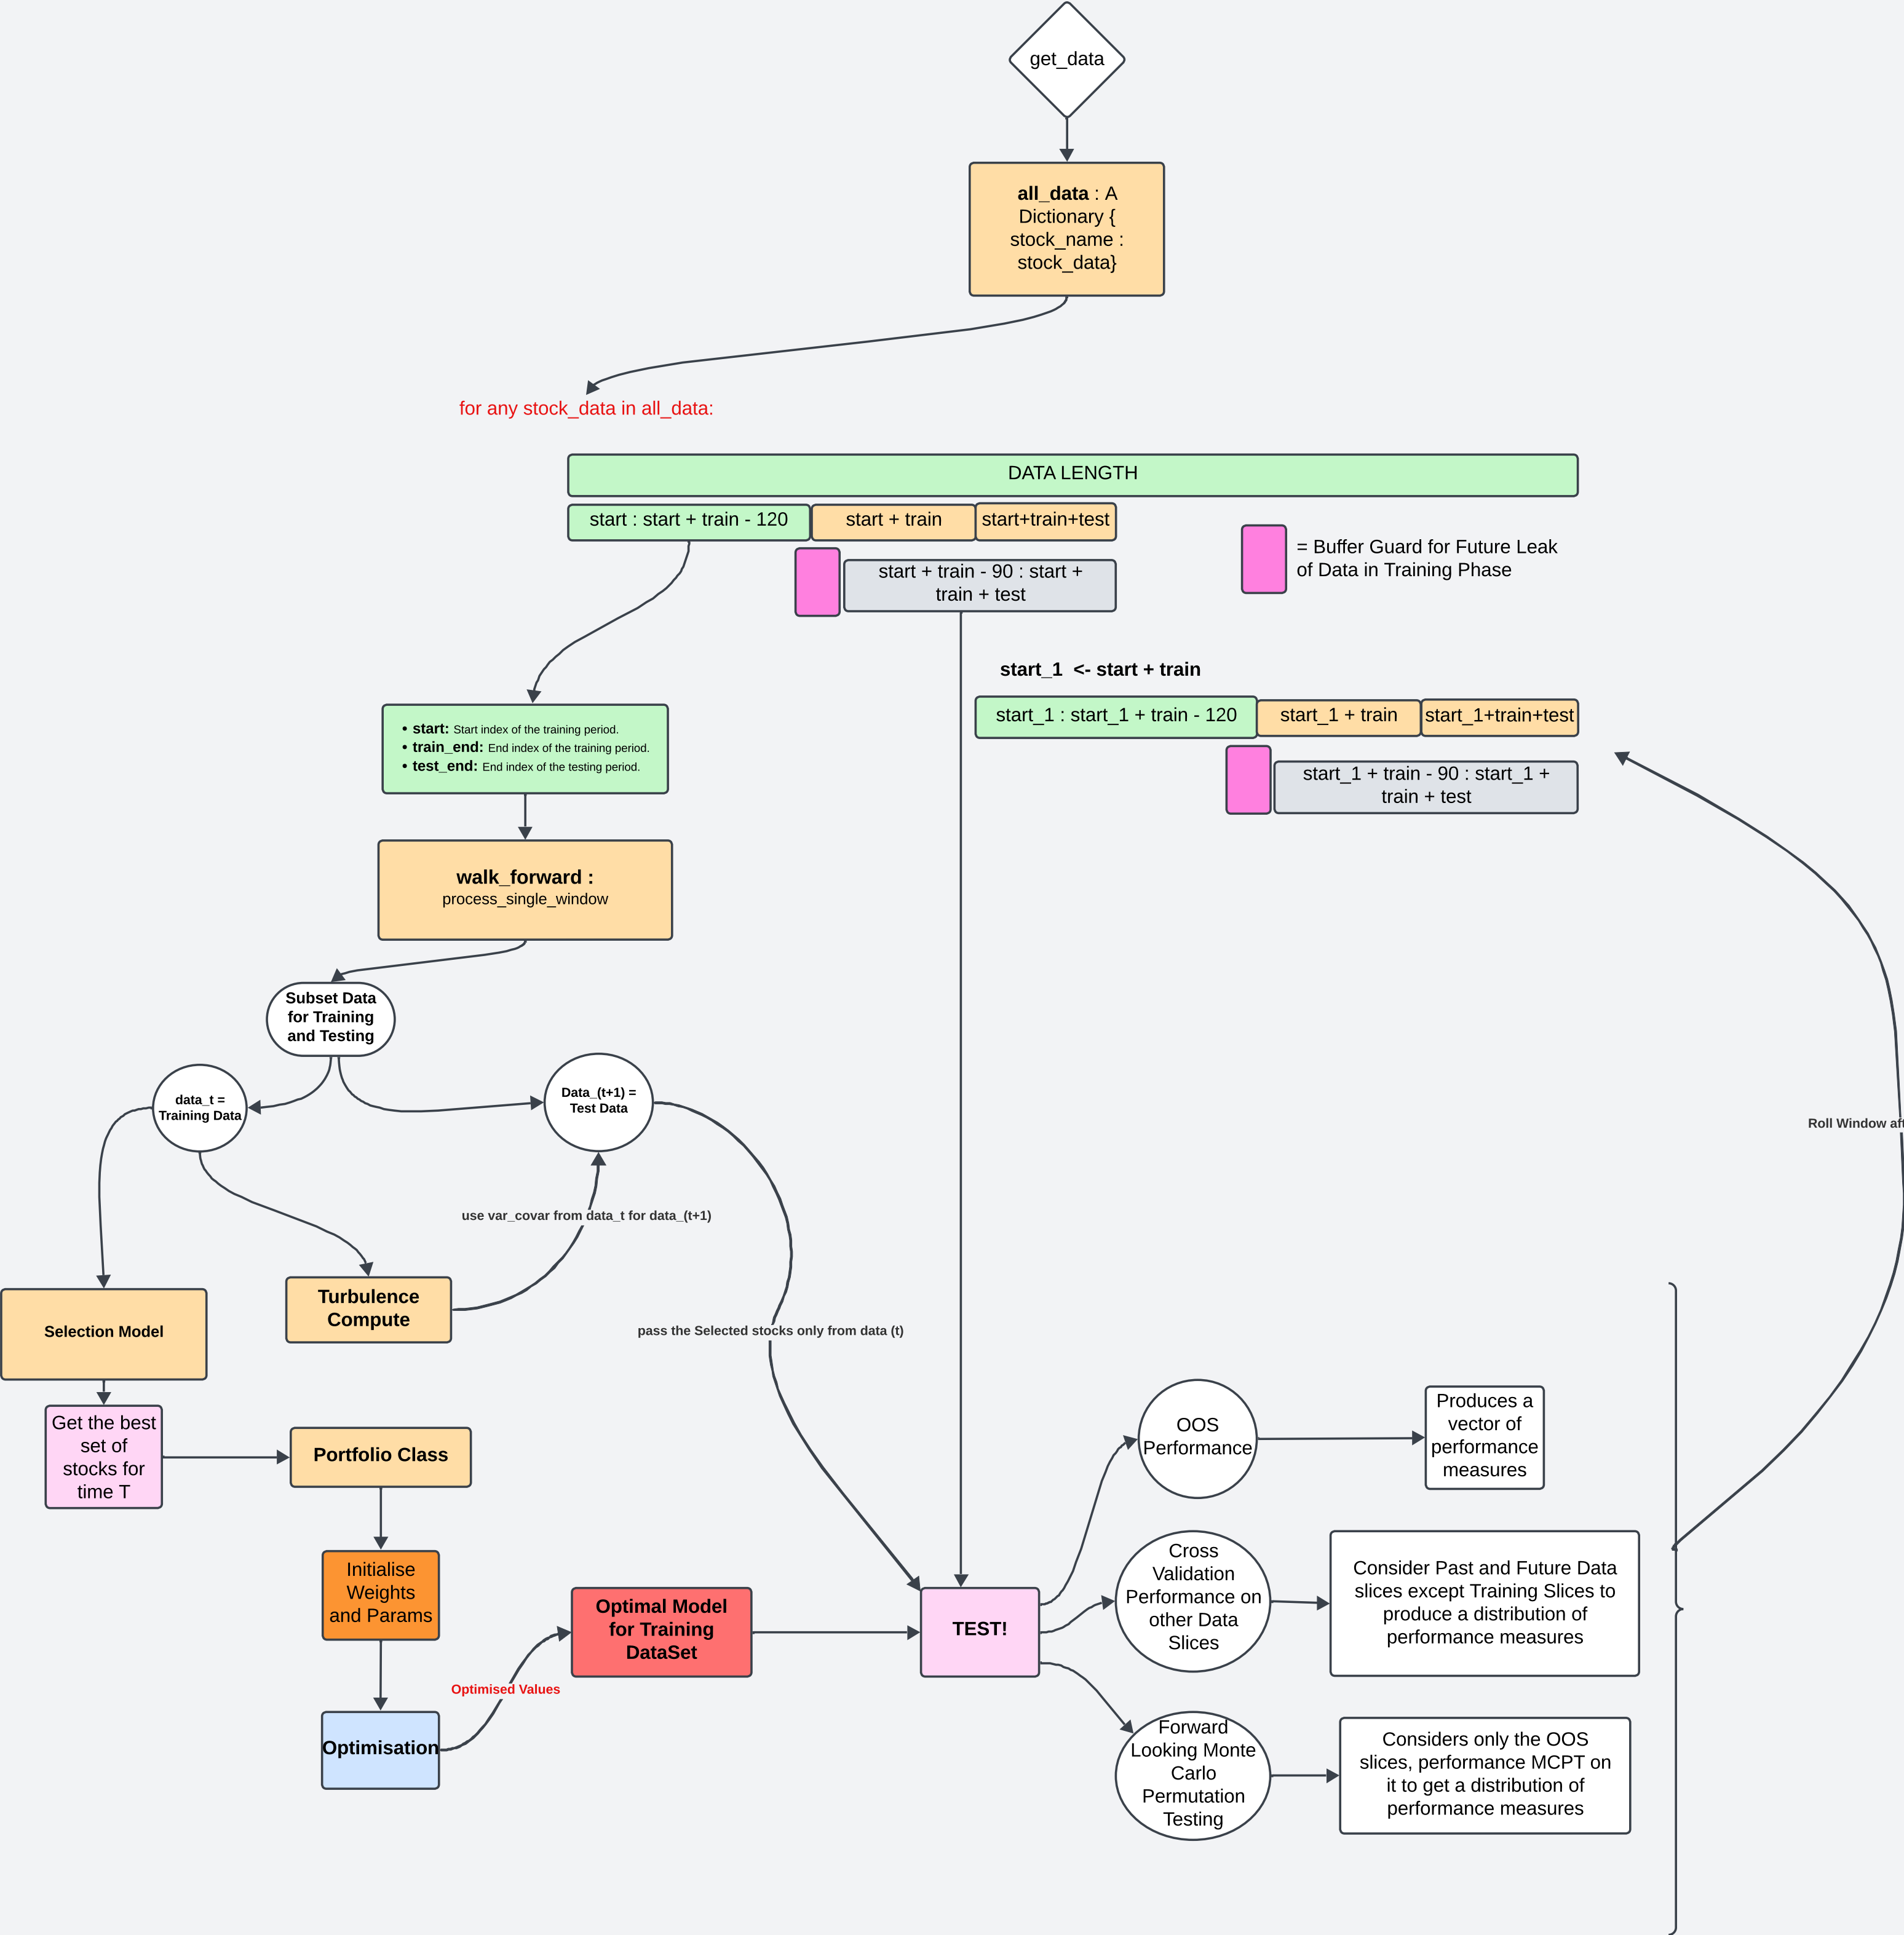 get_data
all_data : A
Dictionary {
stock_name :
stock_data}
for any stock_data in all_data:
DATA LENGTH
start : start + train - 120
start + train
start+train+test
= Buffer Guard for Future Leak
of Data in Training Phase
start + train - 90 : start +
train + test
start_1  <- start + train
start_1 : start_1 + train - 120
start_1 + train
start_1+train+test
start_1 + train - 90 : start_1 +
train + test
• start: Start index of the training period.
• train_end: End index of the training period.
• test_end: End index of the testing period.
walk_forward :
process_single_window
Subset Data
for Training
and Testing
data_t =
Training Data
Data_(t+1) =
Test Data
Roll Window
use var_covar from data_t for data_(t+1)
Turbulence
Compute
Selection Model
pass the Selected stocks only from data (t)
Get the best
set of
stocks for
time T
Portfolio Class
Initialise
Weights
and Params
Optimisation
Optimised Values
Optimal Model
for Training
DataSet
TEST!
OOS
Performance
Produces a
vector of
performance
measures
Cross
Validation
Performance on
other Data
Slices
Consider Past and Future Data
slices except Training Slices to
produce a distribution of
performance measures
Forward
Looking Monte
Carlo
Permutation
Testing
Considers only the OOS
slices, performance MCPT on
it to get a distribution of
performance measures